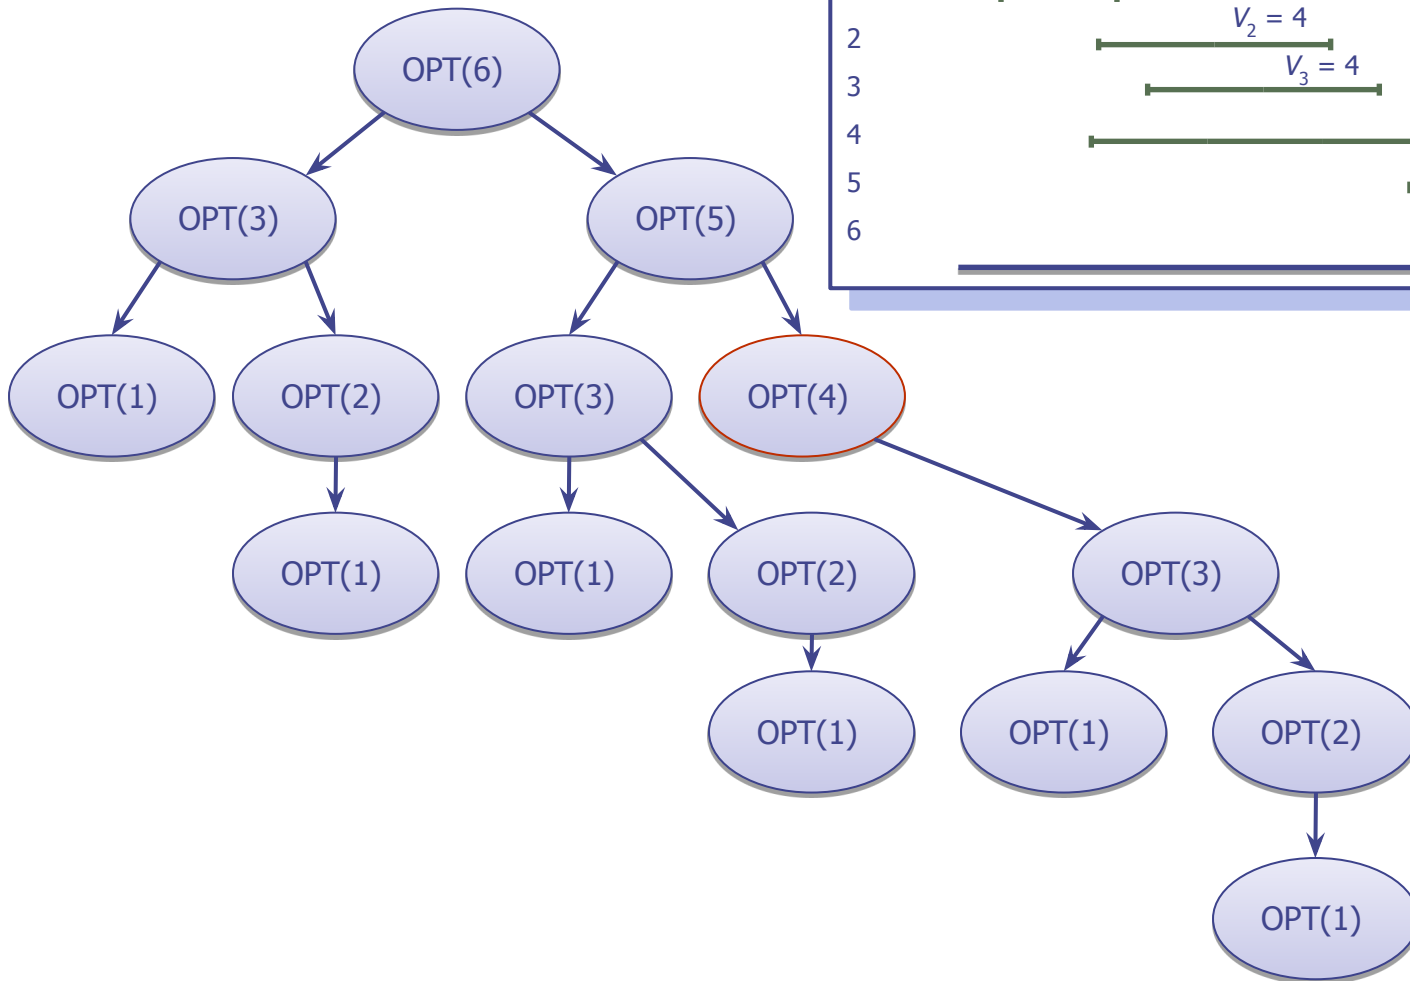 V2 = 4
2
V3 = 4
3
4
5
6
OPT(6)
OPT(3)
OPT(5)
OPT(1)
OPT(2)
OPT(3)
OPT(4)
OPT(1)
OPT(1)
OPT(2)
OPT(3)
OPT(1)
OPT(1)
OPT(2)
OPT(1)